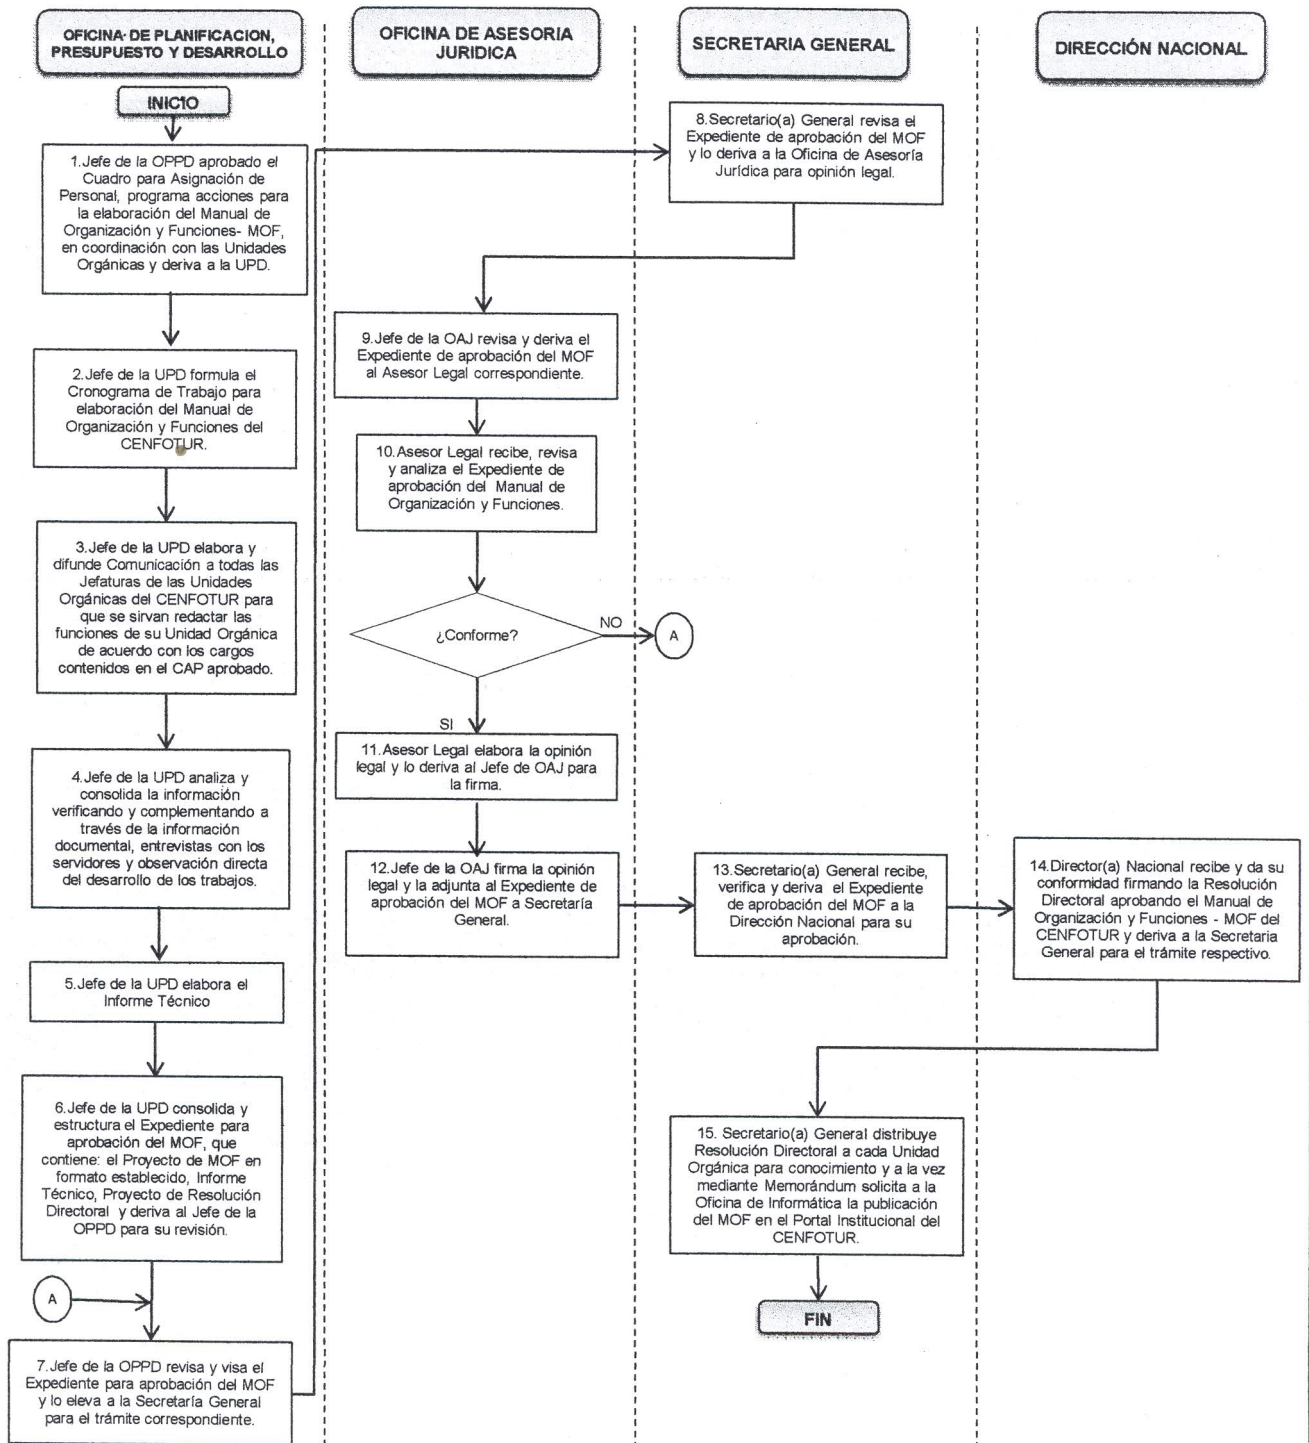 OFICINA DE PLANIFICACION,
PRESUPUESTO Y DESARROLLO
OFICINA DE ASESORIA
JURIDICA
SECRETARIA GENERAL
DIRECCIÓN NACIONAL
INICIO
1.Jefe de la OPPD aprobado el
Cuadro para Asignación de
Personal, programa acciones para
la elaboración del Manual de
Organización y Funciones- MOF,
en coordinación con las Unidades
Orgánicas y deriva a la UPD.
2.Jefe de la UPD formula el
Cronograma de Trabajo para
elaboración del Manual de
Organización y Funciones del
CENFOTUR.
3.Jefe de la UPD elabora y
difunde Comunicación a todas las
Jefaturas de las Unidades
Orgánicas del CENFOTUR para
que se sirvan redactar las
funciones de su Unidad Orgánica
de acuerdo con los cargos
contenidos en el CAP aprobado.
4.Jefe de la UPD analiza y
consolida la información
verificando y complementando a
través de la información
documental, entrevistas con los
servidores y observación directa
del desarrollo de los trabajos.
5.Jefe de la UPD elabora el
Informe Técnico
6.Jefe de la UPD consolida y
estructura el Expediente para
aprobación del MOF, que
contiene: el Proyecto de MOF en
formato establecido, Informe
Técnico, Proyecto de Resolución
Directoral y deriva al Jefe de la
OPPD para su revisión.
A
7.Jefe de la OPPD revisa y visa el
Expediente para aprobación del MOF
y lo eleva a la Secretaría General
para el trámite correspondiente.
8.Secretario(a) General revisa el
Expediente de aprobación del MOF
y lo deriva a la Oficina de Asesoría
Jurídica para opinión legal.
9.Jefe de la OAJ revisa y deriva el
Expediente de aprobación del MOF
al Asesor Legal correspondiente.
10.Asesor Legal recibe, revisa
y analiza el Expediente de
aprobación del Manual de
Organización y Funciones.
¿Conforme?
NO
A
SI
11.Asesor Legal elabora la opinión
legal y lo deriva al Jefe de OAJ para
la firma.
12.Jefe de la OAJ firma la opinión
legal y la adjunta al Expediente de
aprobación del MOF a Secretaría
General.
13.Secretario(a) General recibe,
verifica y deriva el Expediente
de aprobación del MOF a la
Dirección Nacional para su
aprobación.
14.Director(a) Nacional recibe y da su
conformidad firmando la Resolución
Directoral aprobando el Manual de
Organización y Funciones - MOF del
CENFOTUR y deriva a la Secretaria
General para el trámite respectivo.
15. Secretario(a) General distribuye
Resolución Directoral a cada Unidad
Orgánica para conocimiento y a la vez
mediante Memorándum solicita a la
Oficina de Informática la publicación
del MOF en el Portal Institucional del
CENFOTUR.
FIN